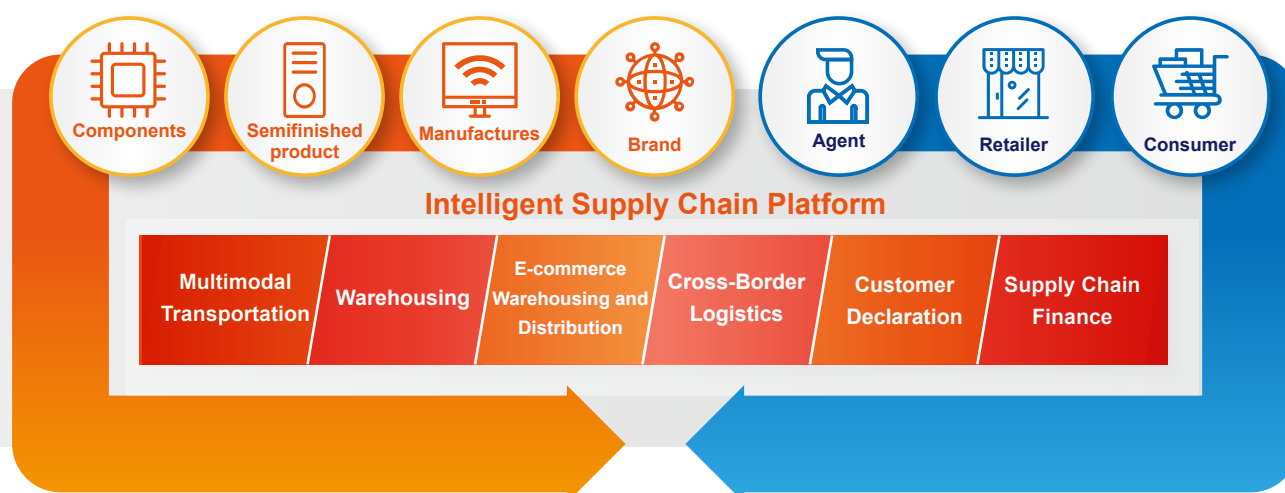 Components
Semifinished
product
Manufactures
Brand
Agent
Retailer
Consumer
Intelligent Supply Chain Platform
Multimodal
Transportation
Warehousing
E-commerce
Warehousing and
Distribution
Cross-Border
Logistics
Customer
Declaration
Supply Chain
Finance